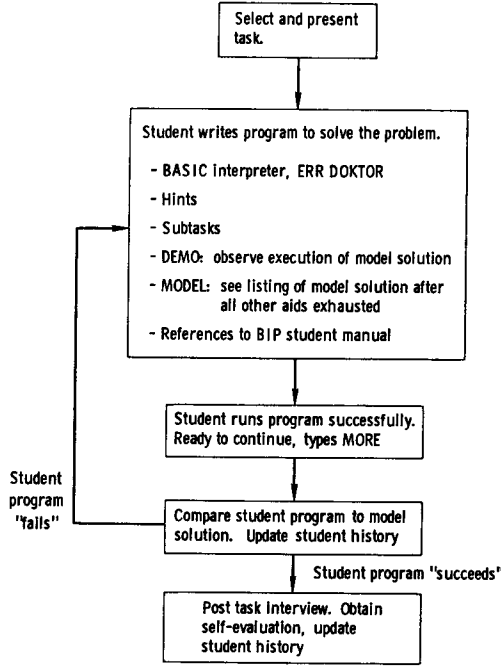 Select and present
task.
Student writes program to solve the problem.
- BASIC interpreter, ERR DOKTOR
- Hints
- Subtasks
- DEMO: observe execution of model solution
- MODEL: see listing of model solution after
all other aids exhausted
- References to BIP student manual
Student runs program successfully.
Ready to continue, types MORE
Student
program
"fails"
Compare student program to model
solution. Update student history
Student program "succeeds"
Post task interview. Obtain
self-evaluation, update
student history